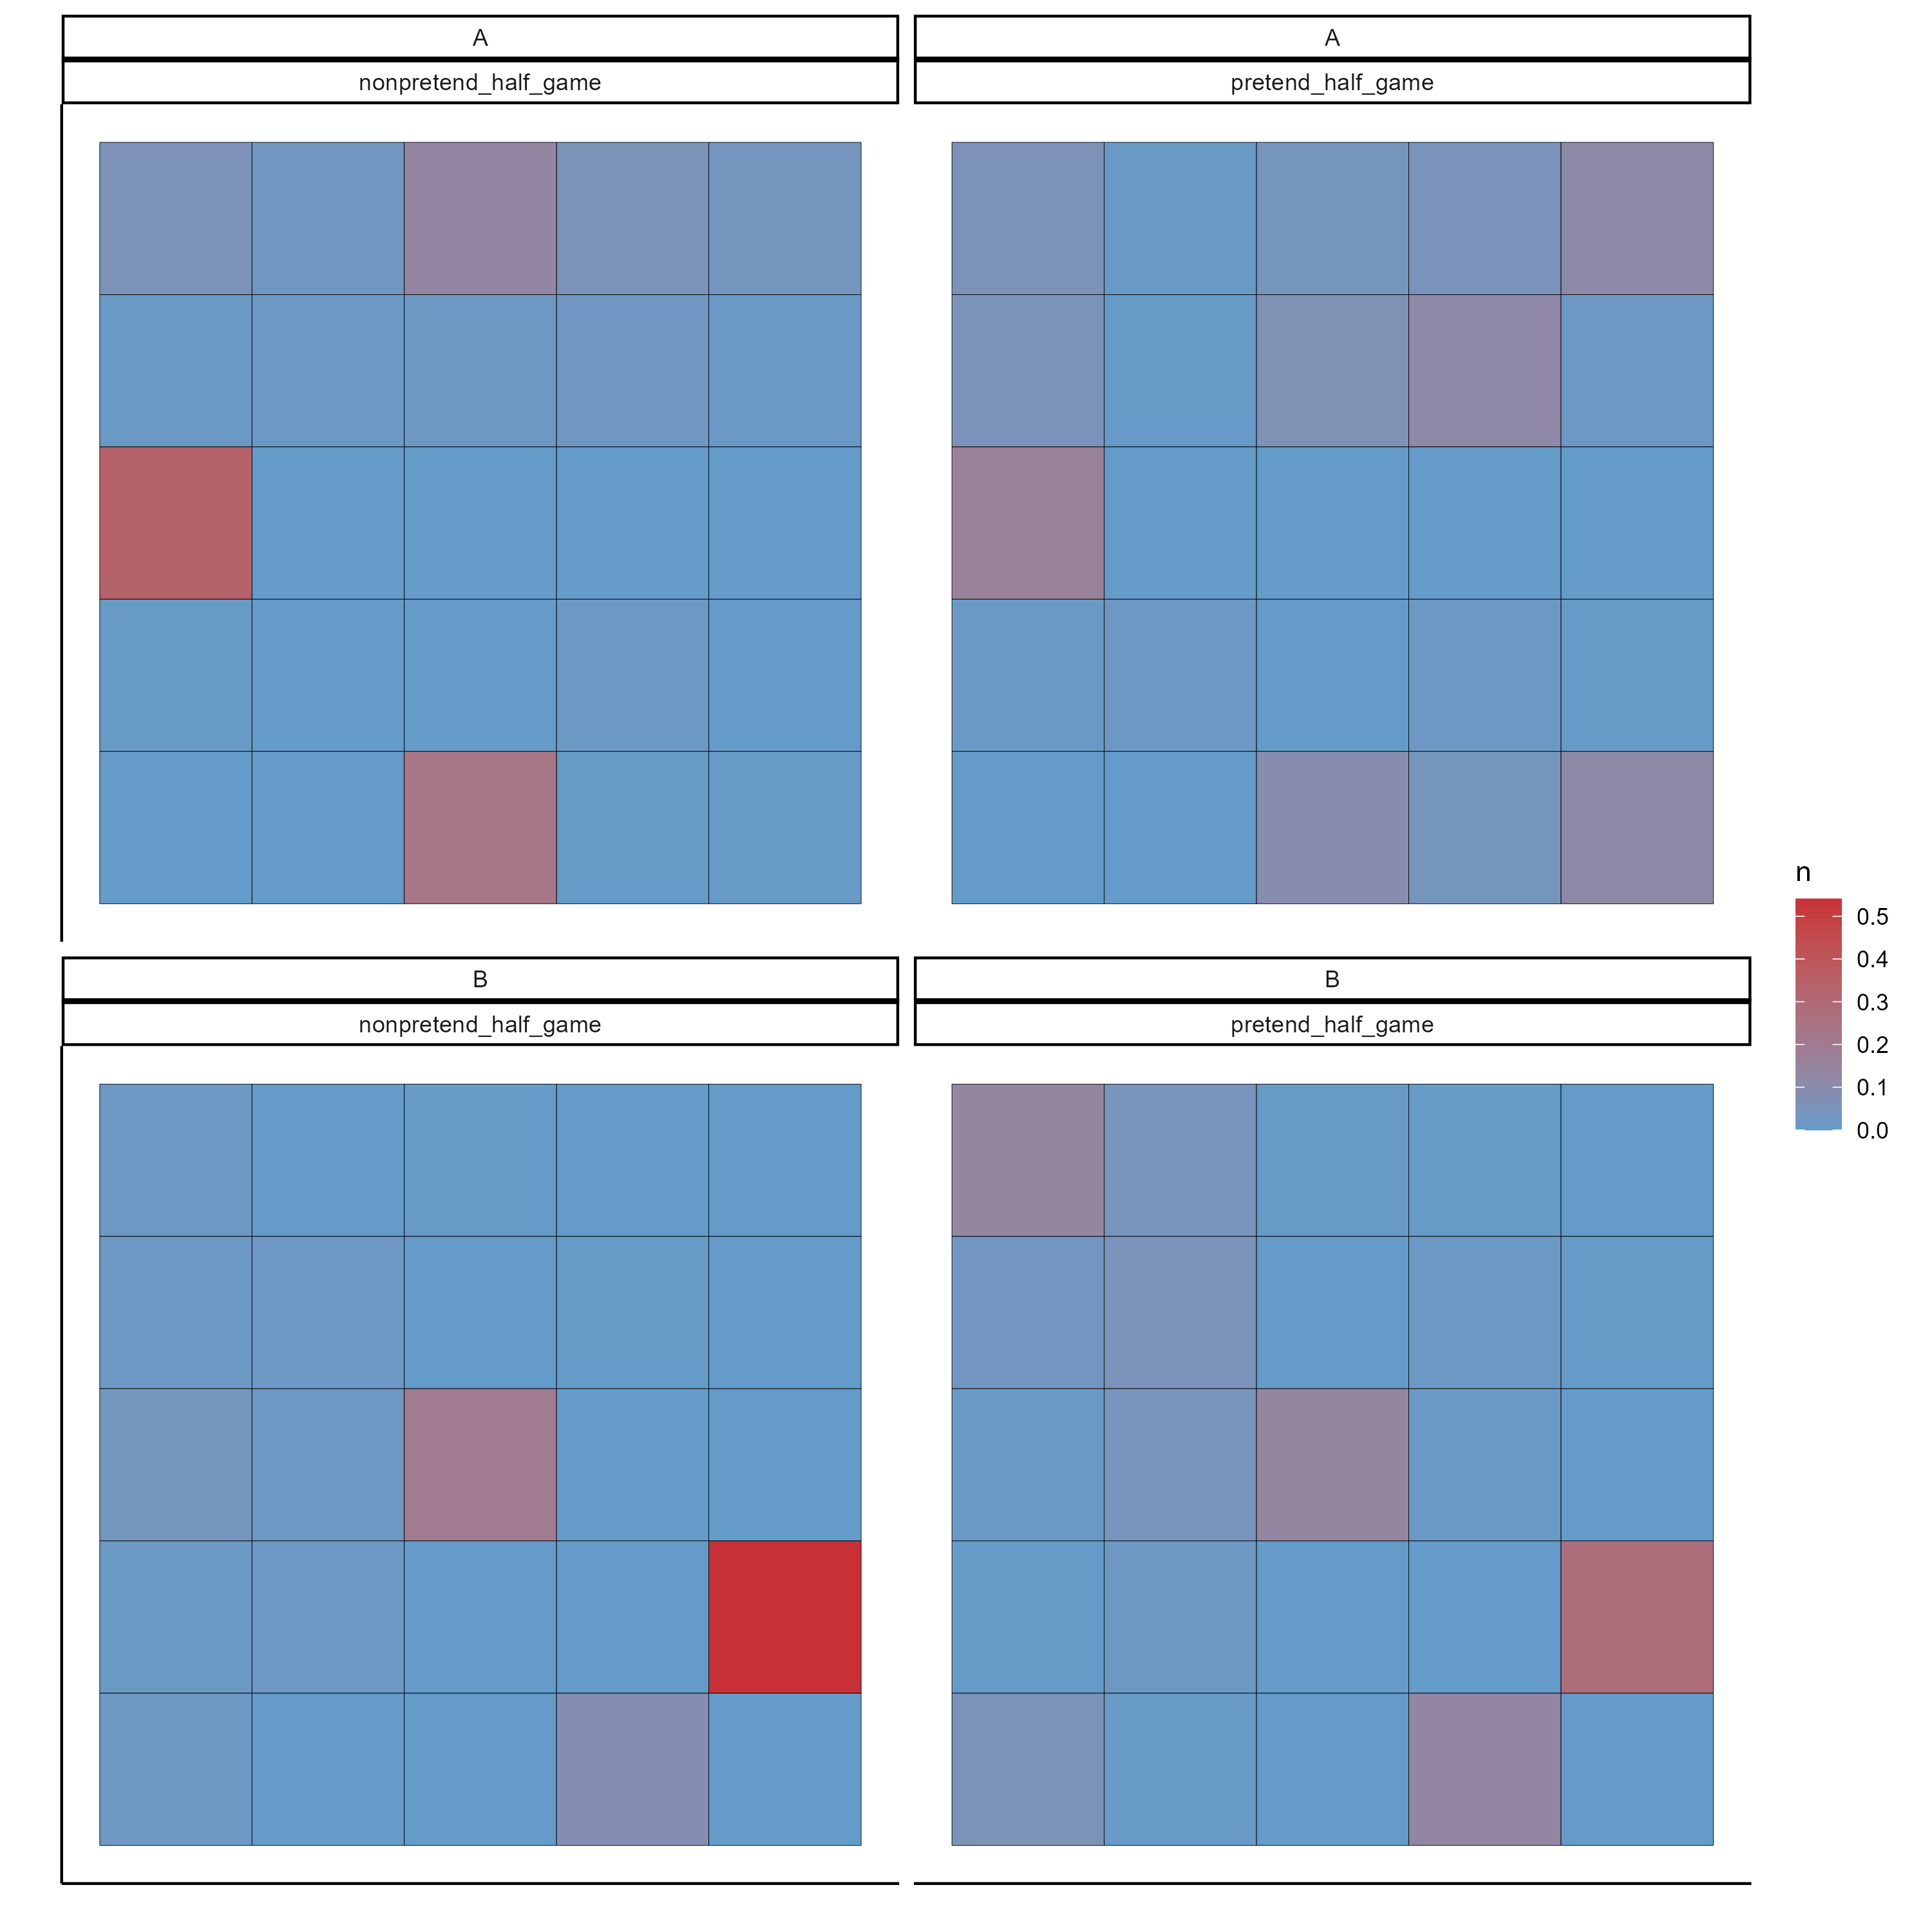 A
A
nonpretend_half_game
pretend_half_game
n
0.5
0.4
0.3
0.2
0.1
0.0
B
B
nonpretend_half_game
pretend_half_game